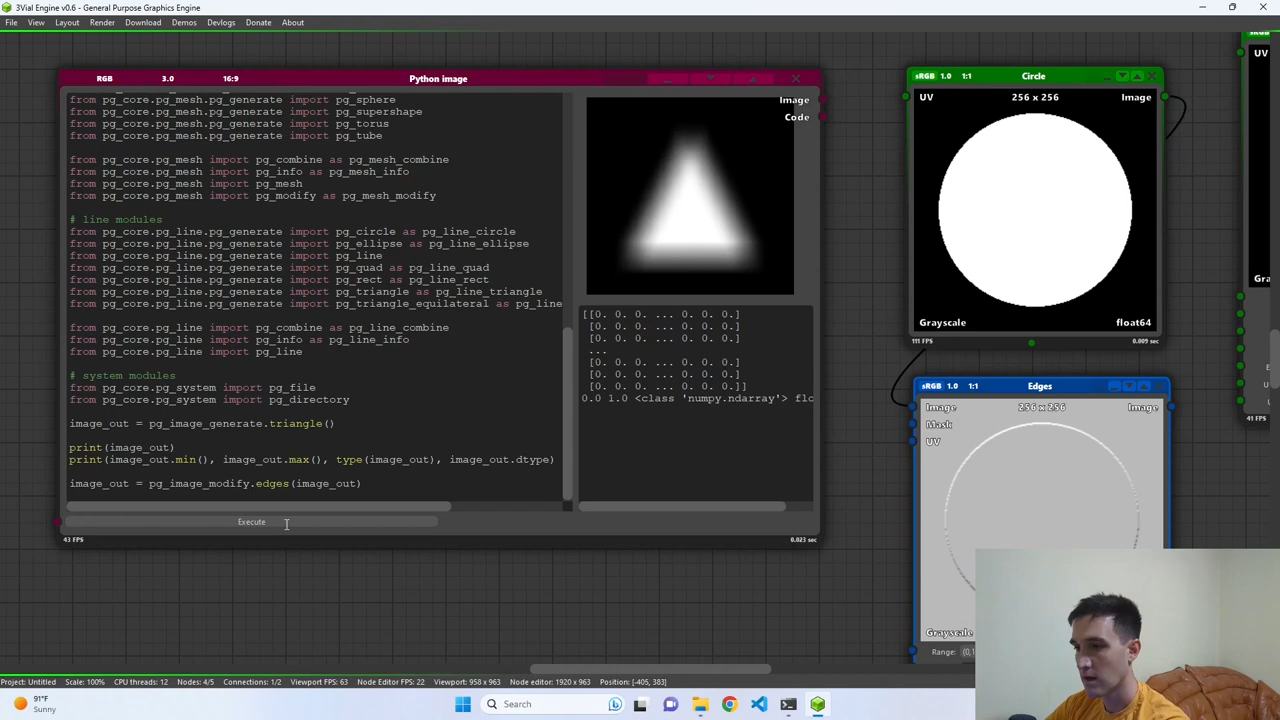 3Vial Engine v0.6 - General Purpose Graphics Engine
File View Layout Render Download Demos Devlogs Donate About
RGB 3.0 16:9 Python image
from pg_core.pg_mesh.pg_generate import pg_sphere
from pg_core.pg_mesh.pg_generate import pg_supershape
from pg_core.pg_mesh.pg_generate import pg_torus
from pg_core.pg_mesh.pg_generate import pg_tube
from pg_core.pg_mesh import pg_combine as pg_mesh_combine
from pg_core.pg_mesh import pg_info as pg_mesh_info
from pg_core.pg_mesh import pg_mesh
from pg_core.pg_mesh import pg_modify as pg_mesh_modify
# line modules
from pg_core.pg_line.pg_generate import pg_circle as pg_line_circle
from pg_core.pg_line.pg_generate import pg_ellipse as pg_line_ellipse
from pg_core.pg_line.pg_generate import pg_line
from pg_core.pg_line.pg_generate import pg_quad as pg_line_quad
from pg_core.pg_line.pg_generate import pg_rect as pg_line_rect
from pg_core.pg_line.pg_generate import pg_triangle as pg_line_triangle
from pg_core.pg_line.pg_generate import pg_triangle_equilateral as pg_line
from pg_core.pg_line import pg_combine as pg_line_combine
from pg_core.pg_line import pg_info as pg_line_info
from pg_core.pg_line import pg_line
# system modules
from pg_core.pg_system import pg_file
from pg_core.pg_system import pg_directory
image_out = pg_image_generate.triangle()
print(image_out)
print(image_out.min(), image_out.max(), type(image_out), image_out.dtype)
image_out = pg_image_modify.edges(image_out)
Execute
43 FPS 0.023 sec
Image
Code
[[0. 0. 0. ... 0. 0. 0.]
[0. 0. 0. ... 0. 0. 0.]
[0. 0. 0. ... 0. 0. 0.]
...
[0. 0. 0. ... 0. 0. 0.]
[0. 0. 0. ... 0. 0. 0.]
[0. 0. 0. ... 0. 0. 0.]]
0.0 1.0 <class 'numpy.ndarray'> flo
sRGB 1.0 1:1 Circle
UV 256 x 256 Image
Grayscale float64
111 FPS 0.009 sec
sRGB 1.0 1:1 Edges
Image 256 x 256 Image
Mask
UV
Grayscale
Range: (0,1
UV
Gra
E
U
U
41 FPS
Project: Untitled Scale: 100% CPU threads: 12 Nodes: 4/5 Connections: 1/2 Viewport FPS: 63 Node Editor FPS: 22 Viewport: 958 x 963 Node editor: 1920 x 963 Position: [-405, 383]
91°F
Sunny
Search